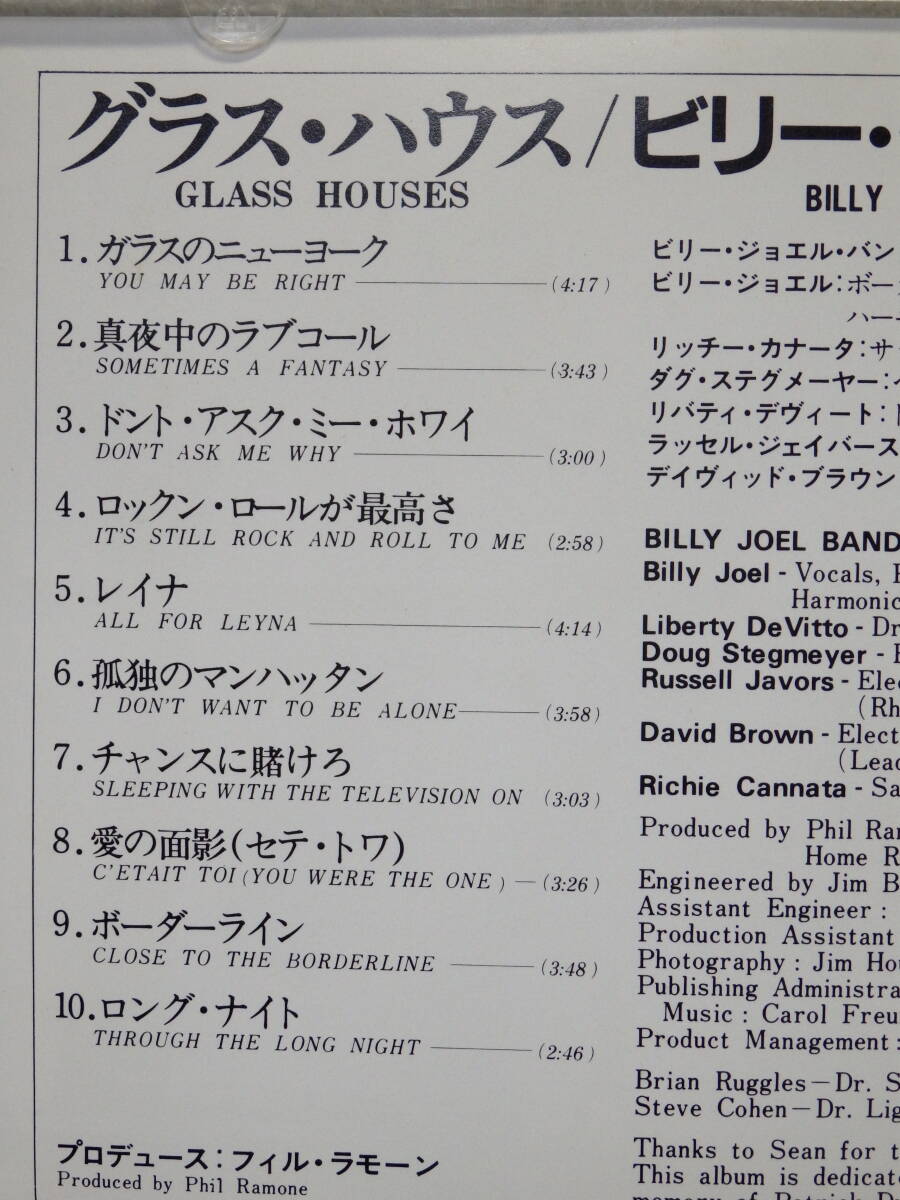 グラス・ハウス/ビリー・
GLASS HOUSES
BILLY
1. ガラスのニューヨーク
YOU MAY BE RIGHT (4:17)
2. 真夜中のラブコール
SOMETIMES A FANTASY (3:43)
3. ドント・アスク・ミー・ホワイ
DON'T ASK ME WHY (3:00)
4. ロックン・ロールが最高さ
IT'S STILL ROCK AND ROLL TO ME (2:58)
5. レイナ
ALL FOR LEYNA (4:14)
6. 孤独のマンハッタン
I DON'T WANT TO BE ALONE (3:58)
7. チャンスに賭けろ
SLEEPING WITH THE TELEVISION ON (3:03)
8. 愛の面影(セテ・トワ)
C'ETAIT TOI (YOU WERE THE ONE) (3:26)
9. ボーダーライン
CLOSE TO THE BORDERLINE (3:48)
10. ロング・ナイト
THROUGH THE LONG NIGHT (2:46)
プロデュース:フィル・ラモーン
Produced by Phil Ramone
ビリー・ジョエル・バン
ビリー・ジョエル:ボー
ハー
リッチー・カナータ:サ
ダグ・ステグメーヤー:
リバティ・デヴィート:
ラッセル・ジェイバース
デイヴィッド・ブラウン
BILLY JOEL BAND
Billy Joel - Vocals,
Harmonic
Liberty DeVitto - Dr
Doug Stegmeyer -
Russell Javors - Elec
(Rh
David Brown - Elect
(Lead
Richie Cannata - Sa
Produced by Phil Ram
Home R
Engineered by Jim B
Assistant Engineer :
Production Assistant
Photography : Jim Hou
Publishing Administra
Music : Carol Freu
Product Management :
Brian Ruggles－Dr. S
Steve Cohen－Dr. Lig
Thanks to Sean for t
This album is dedicate
memory of Patrick D